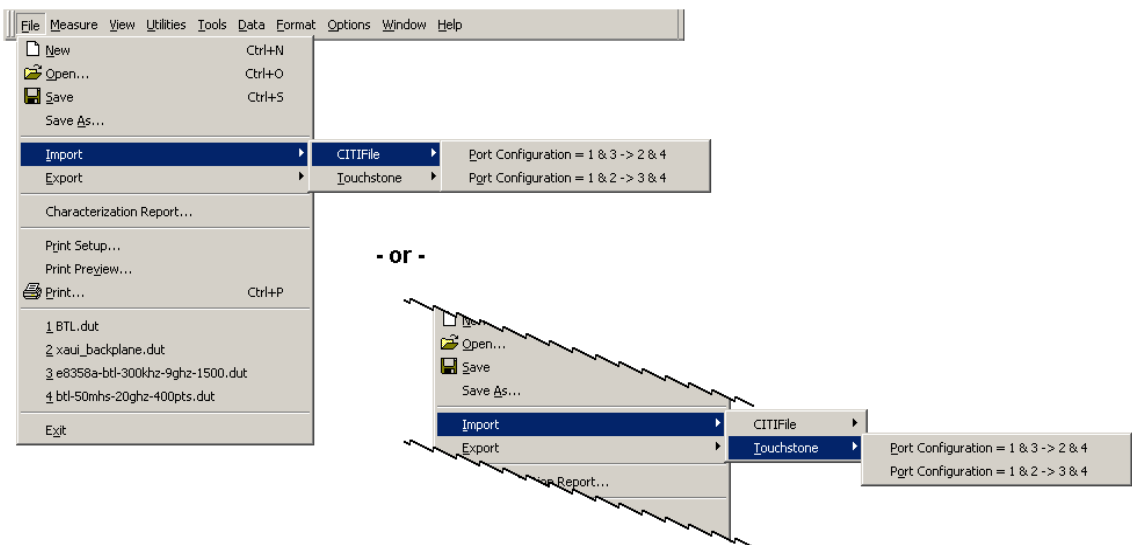 File Measure View Utilities Tools Data Format Options Window Help
New Ctrl+N
Open... Ctrl+O
Save Ctrl+S
Save As...
Import
Export
CITIFile
Touchstone
Port Configuration = 1 & 3 -> 2 & 4
Port Configuration = 1 & 2 -> 3 & 4
Characterization Report...
Print Setup...
Print Preview...
Print... Ctrl+P
1 BTL.dut
2 xaui_backplane.dut
3 e8358a-btl-300khz-9ghz-1500.dut
4 btl-50mhs-20ghz-400pts.dut
Exit
- or -
New
Open...
Save
Save As...
Import
Export
CITIFile
Touchstone
Port Configuration = 1 & 3 -> 2 & 4
Port Configuration = 1 & 2 -> 3 & 4
Report...